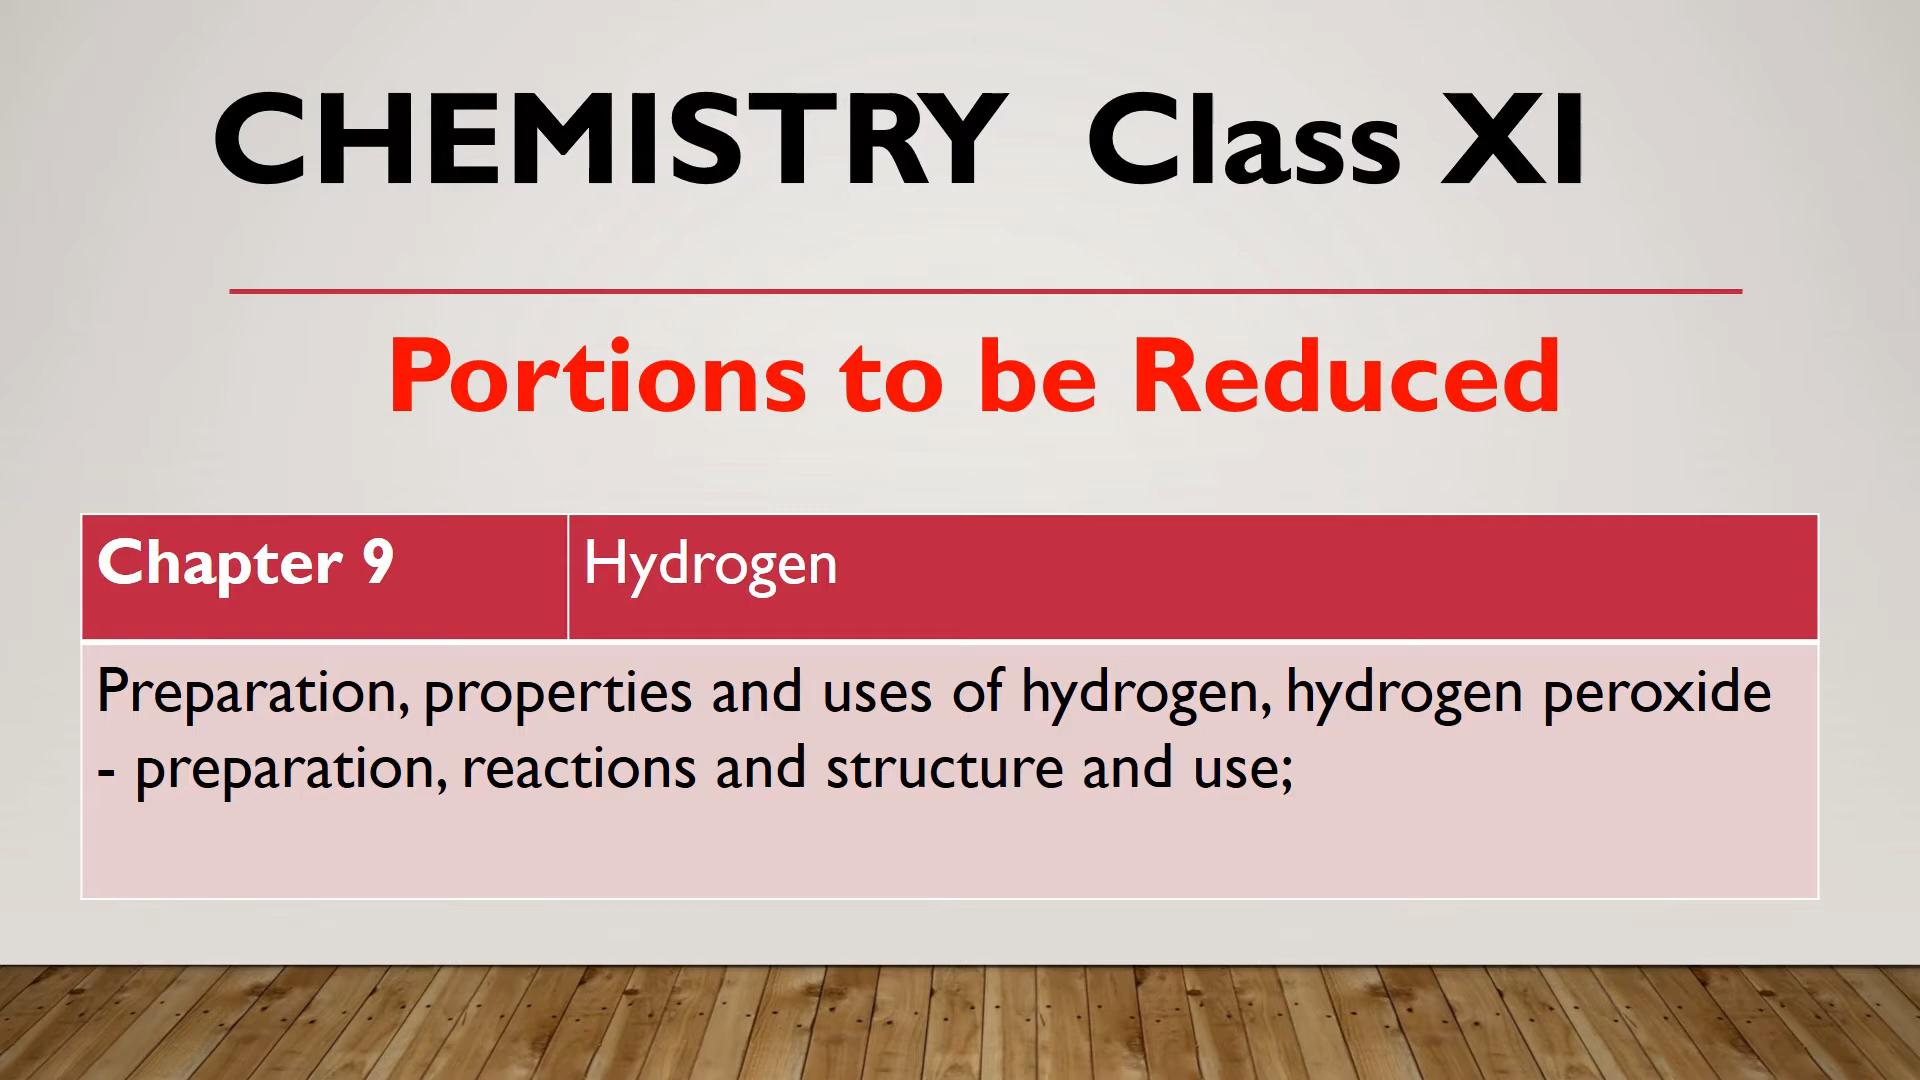 CHEMISTRY Class XI
Portions to be Reduced
Chapter 9
Hydrogen
Preparation, properties and uses of hydrogen, hydrogen peroxide
- preparation, reactions and structure and use;